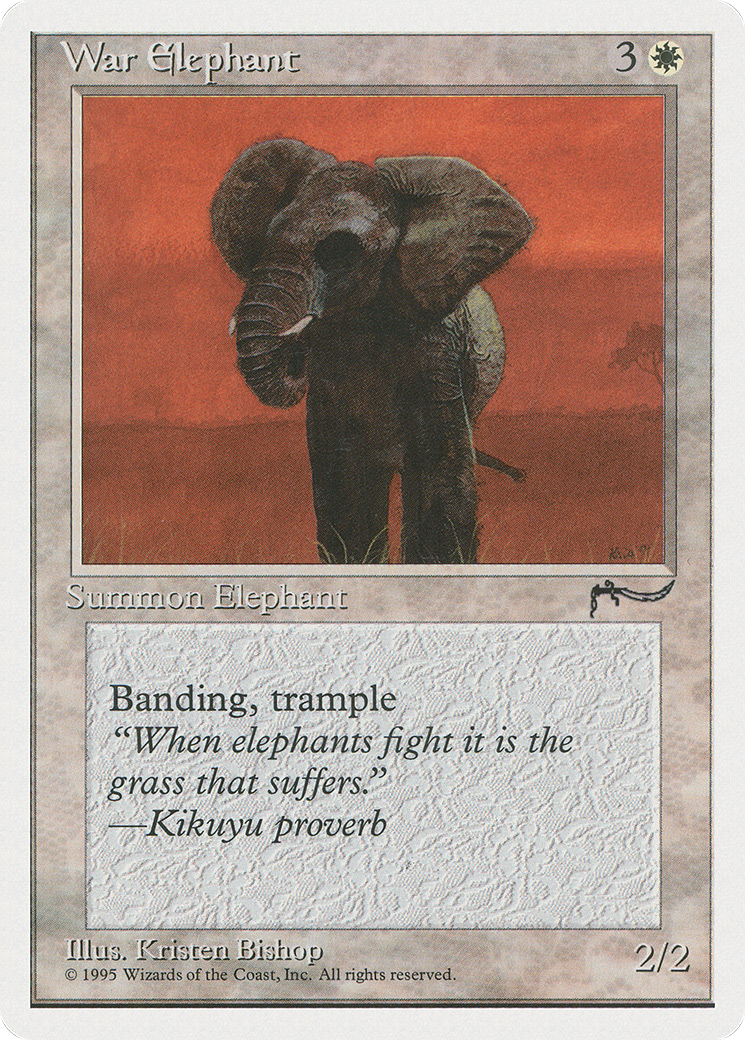 War Elephant 3
Summon Elephant
Banding, trample
“When elephants fight it is the
grass that suffers.”
—Kikuyu proverb
Illus. Kristen Bishop
© 1995 Wizards of the Coast, Inc. All rights reserved.
2/2